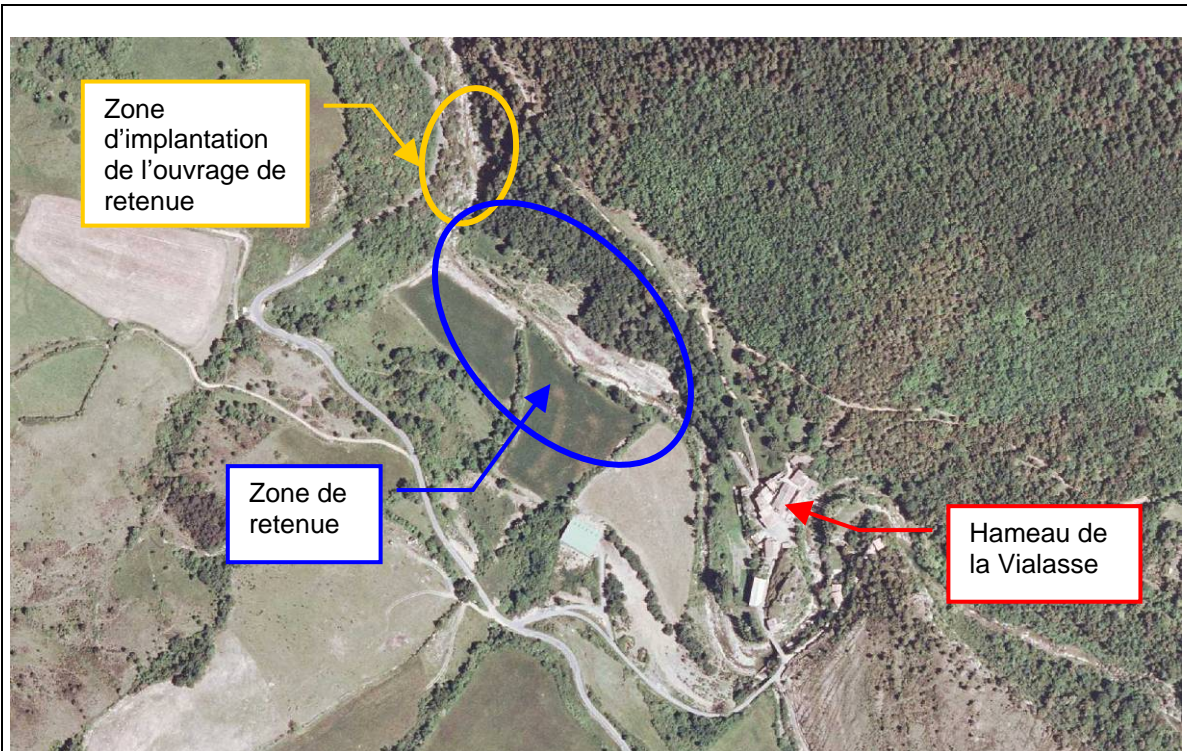 Zone
d'implantation
de l'ouvrage de
retenue
Zone de
retenue
Hameau de
la Vialasse